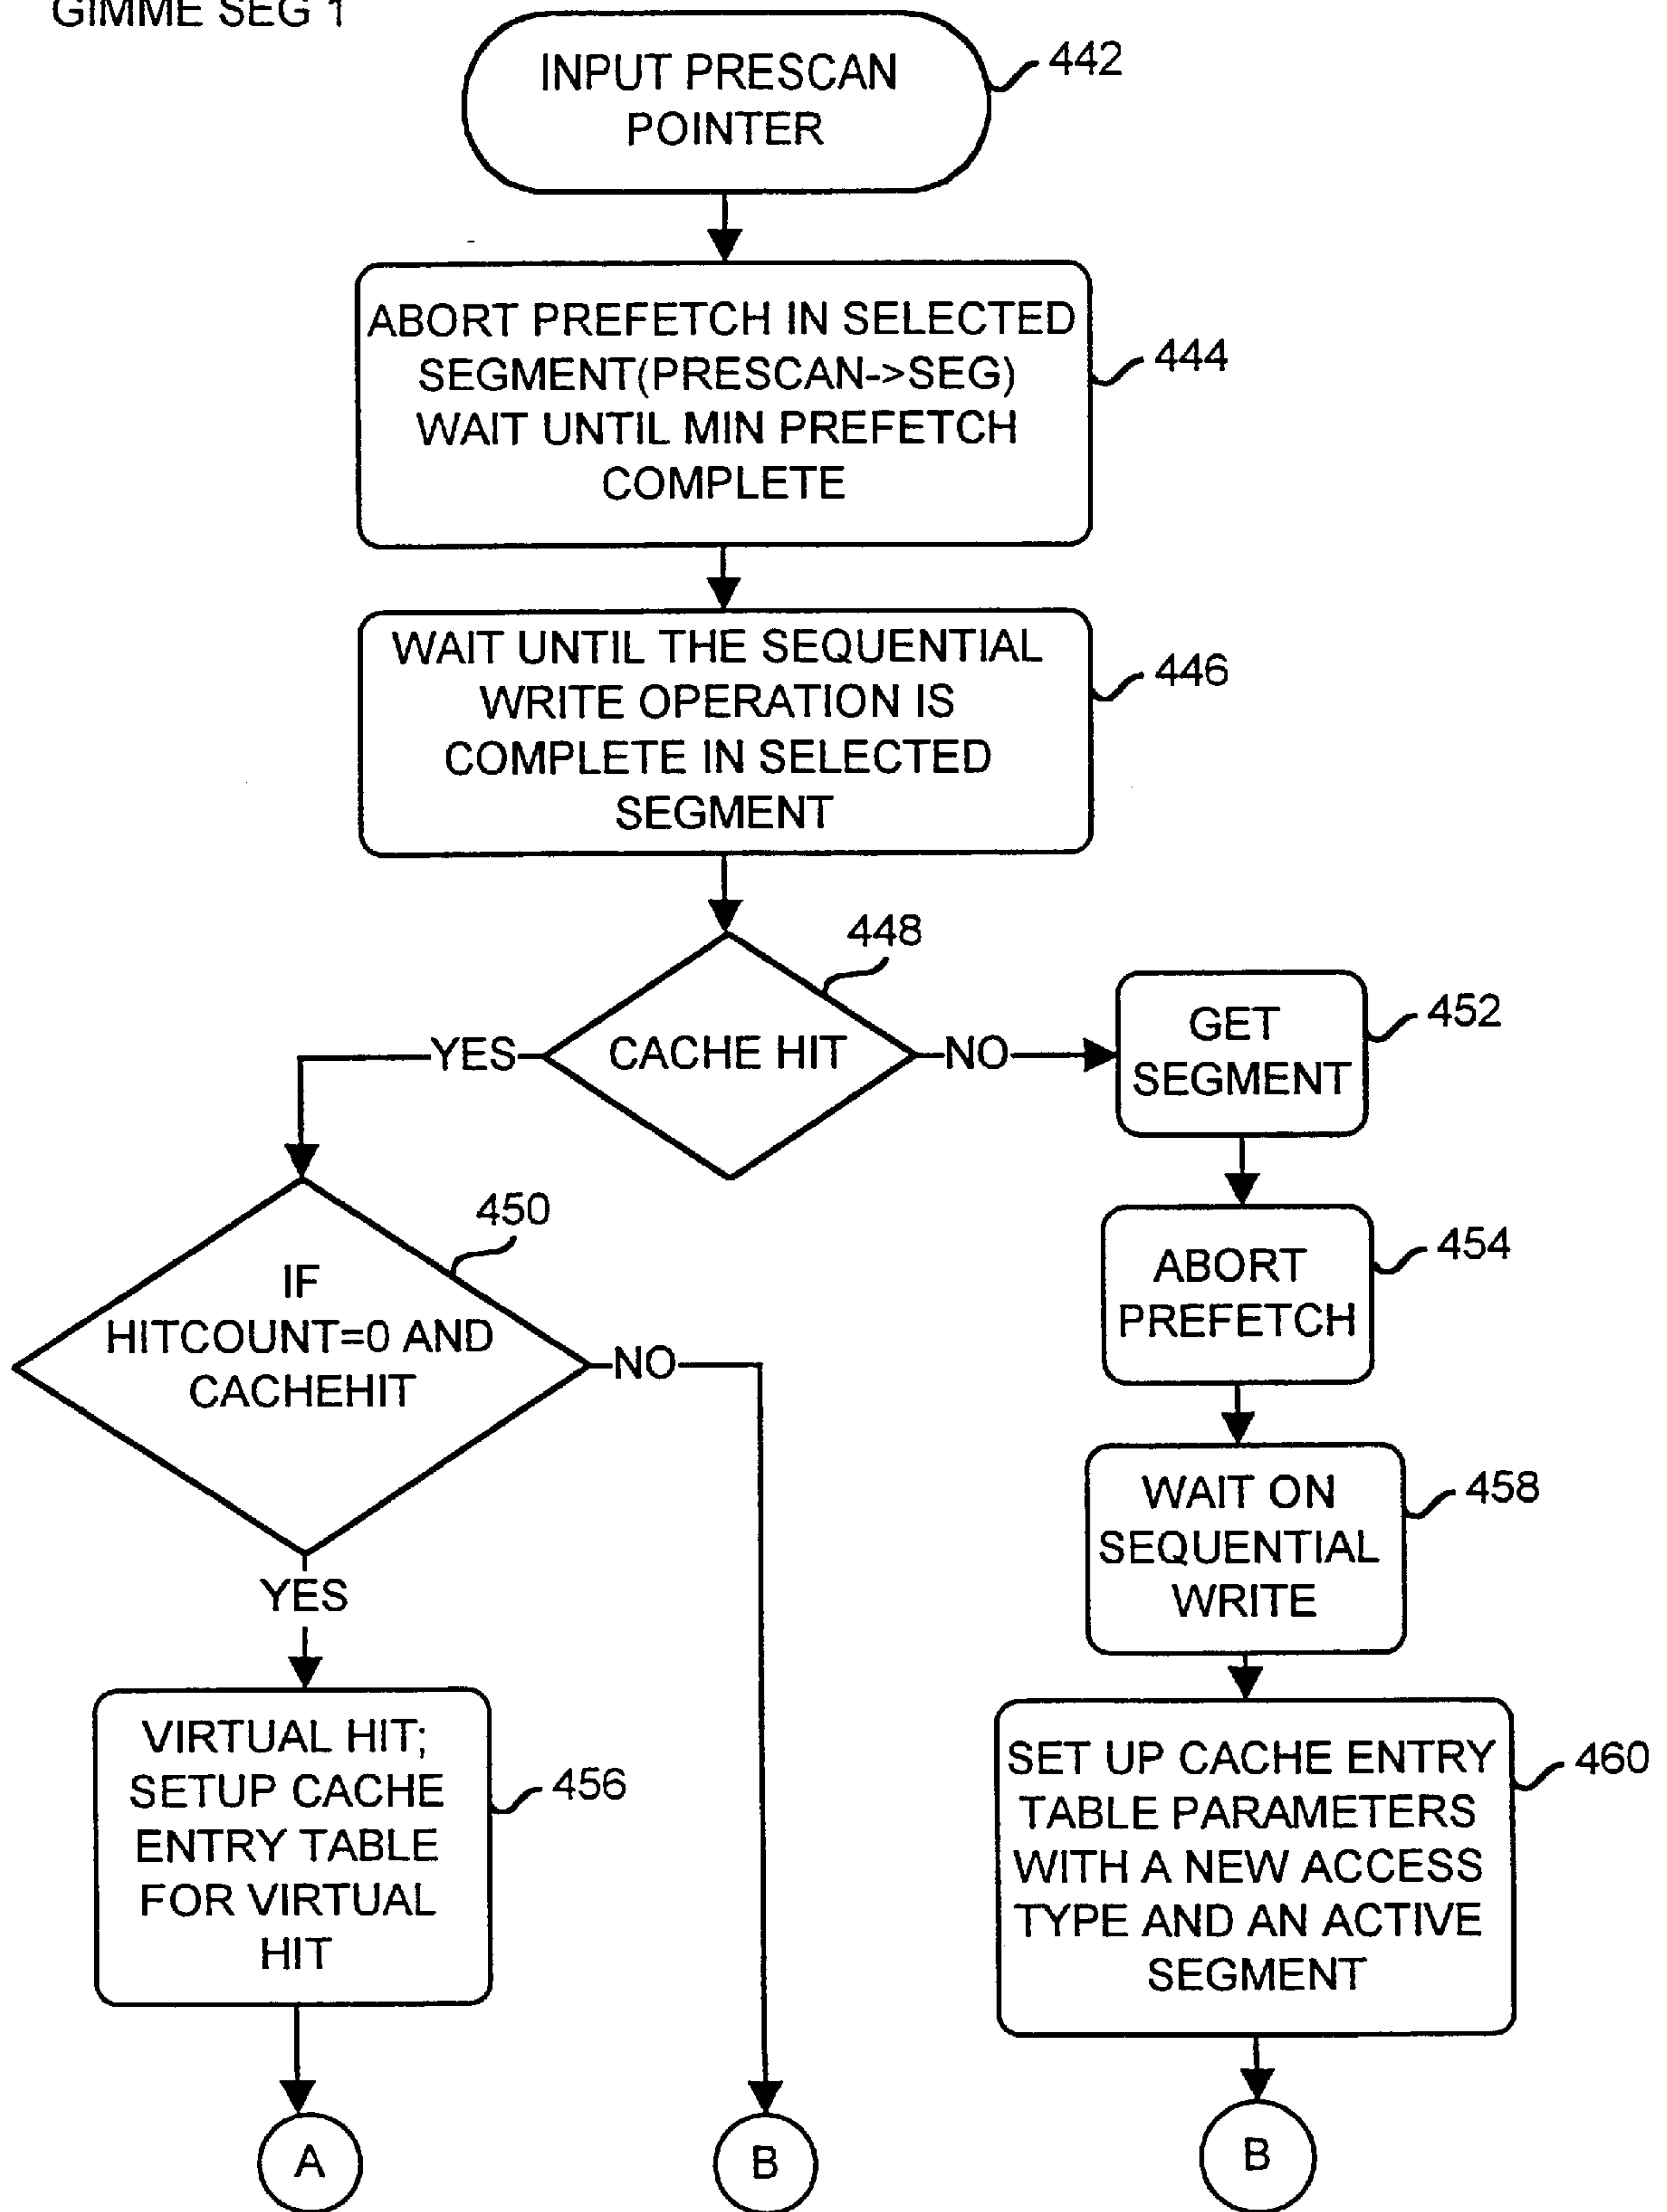 GIMME SEG 1
INPUT PRESCAN
POINTER
442
ABORT PREFETCH IN SELECTED
SEGMENT(PRESCAN->SEG)
WAIT UNTIL MIN PREFETCH
COMPLETE
444
WAIT UNTIL THE SEQUENTIAL
WRITE OPERATION IS
COMPLETE IN SELECTED
SEGMENT
446
448
CACHE HIT
YES
NO
GET
SEGMENT
452
450
IF
HITCOUNT=0 AND
CACHEHIT
NO
YES
ABORT
PREFETCH
454
WAIT ON
SEQUENTIAL
WRITE
458
VIRTUAL HIT;
SETUP CACHE
ENTRY TABLE
FOR VIRTUAL
HIT
456
SET UP CACHE ENTRY
TABLE PARAMETERS
WITH A NEW ACCESS
TYPE AND AN ACTIVE
SEGMENT
460
A
B
B